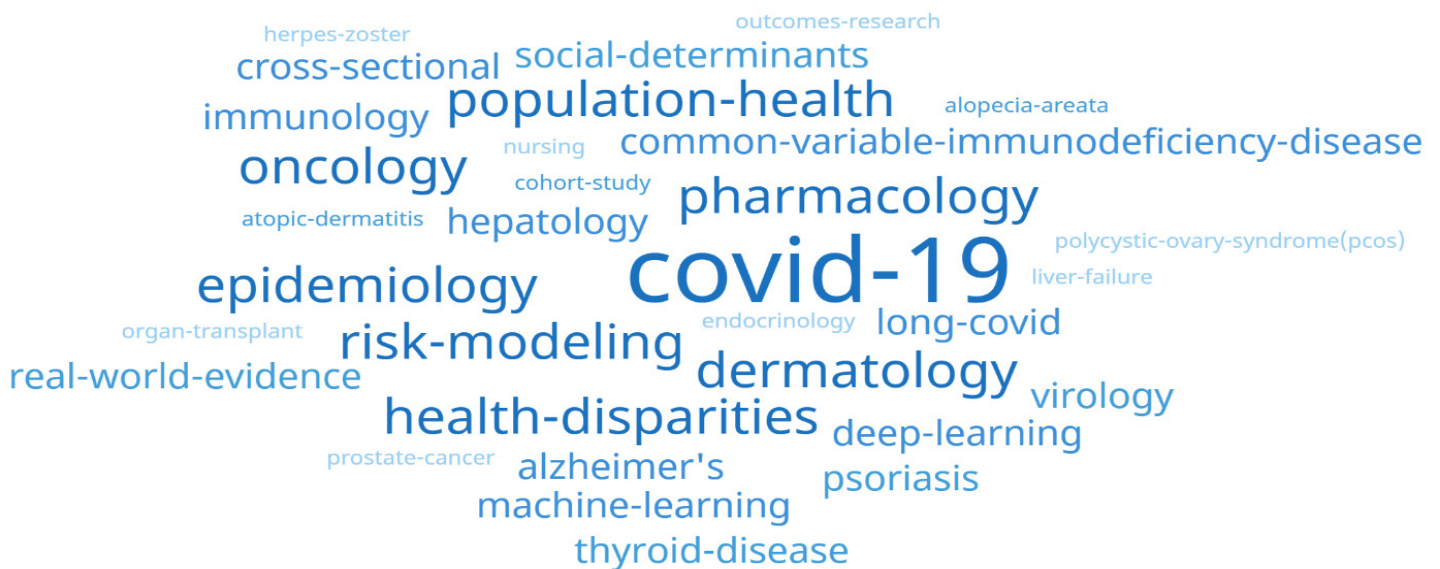 outcomes-research
herpes-zoster
social-determinants
cross-sectional
population-health
alopecia-areata
immunology
common-variable-immunodeficiency-disease
nursing
oncology
cohort-study
pharmacology
atopic-dermatitis
hepatology
polycystic-ovary-syndrome(pcos)
covid-19
liver-failure
epidemiology
endocrinology
long-covid
organ-transplant
risk-modeling
dermatology
real-world-evidence
virology
health-disparities
deep-learning
prostate-cancer
alzheimer's
psoriasis
machine-learning
thyroid-disease